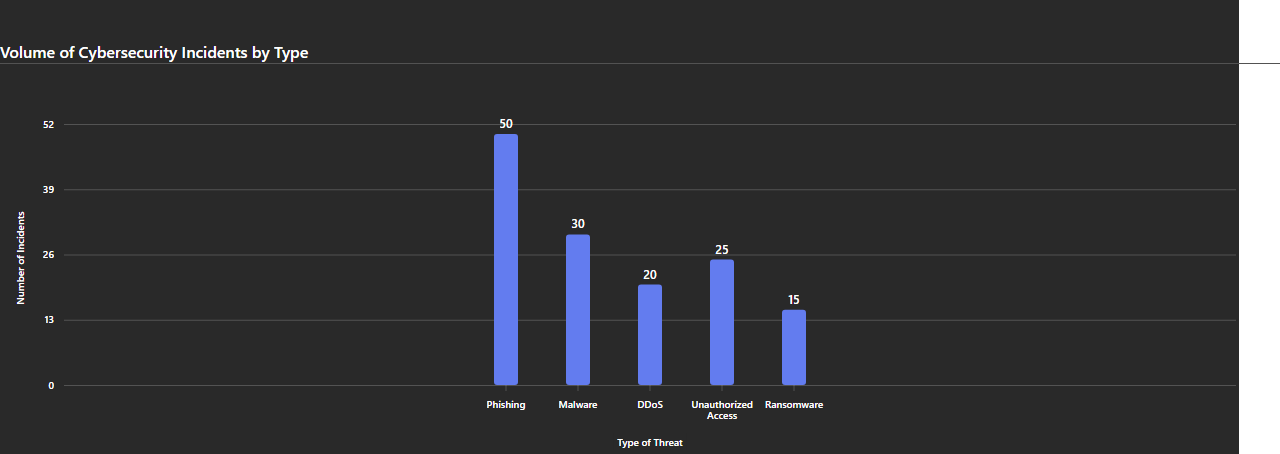 Volume of Cybersecurity Incidents by Type
52
39
26
13
0
Number of Incidents
50
30
20
25
15
Phishing
Malware
DDoS
Unauthorized
Access
Ransomware
Type of Threat